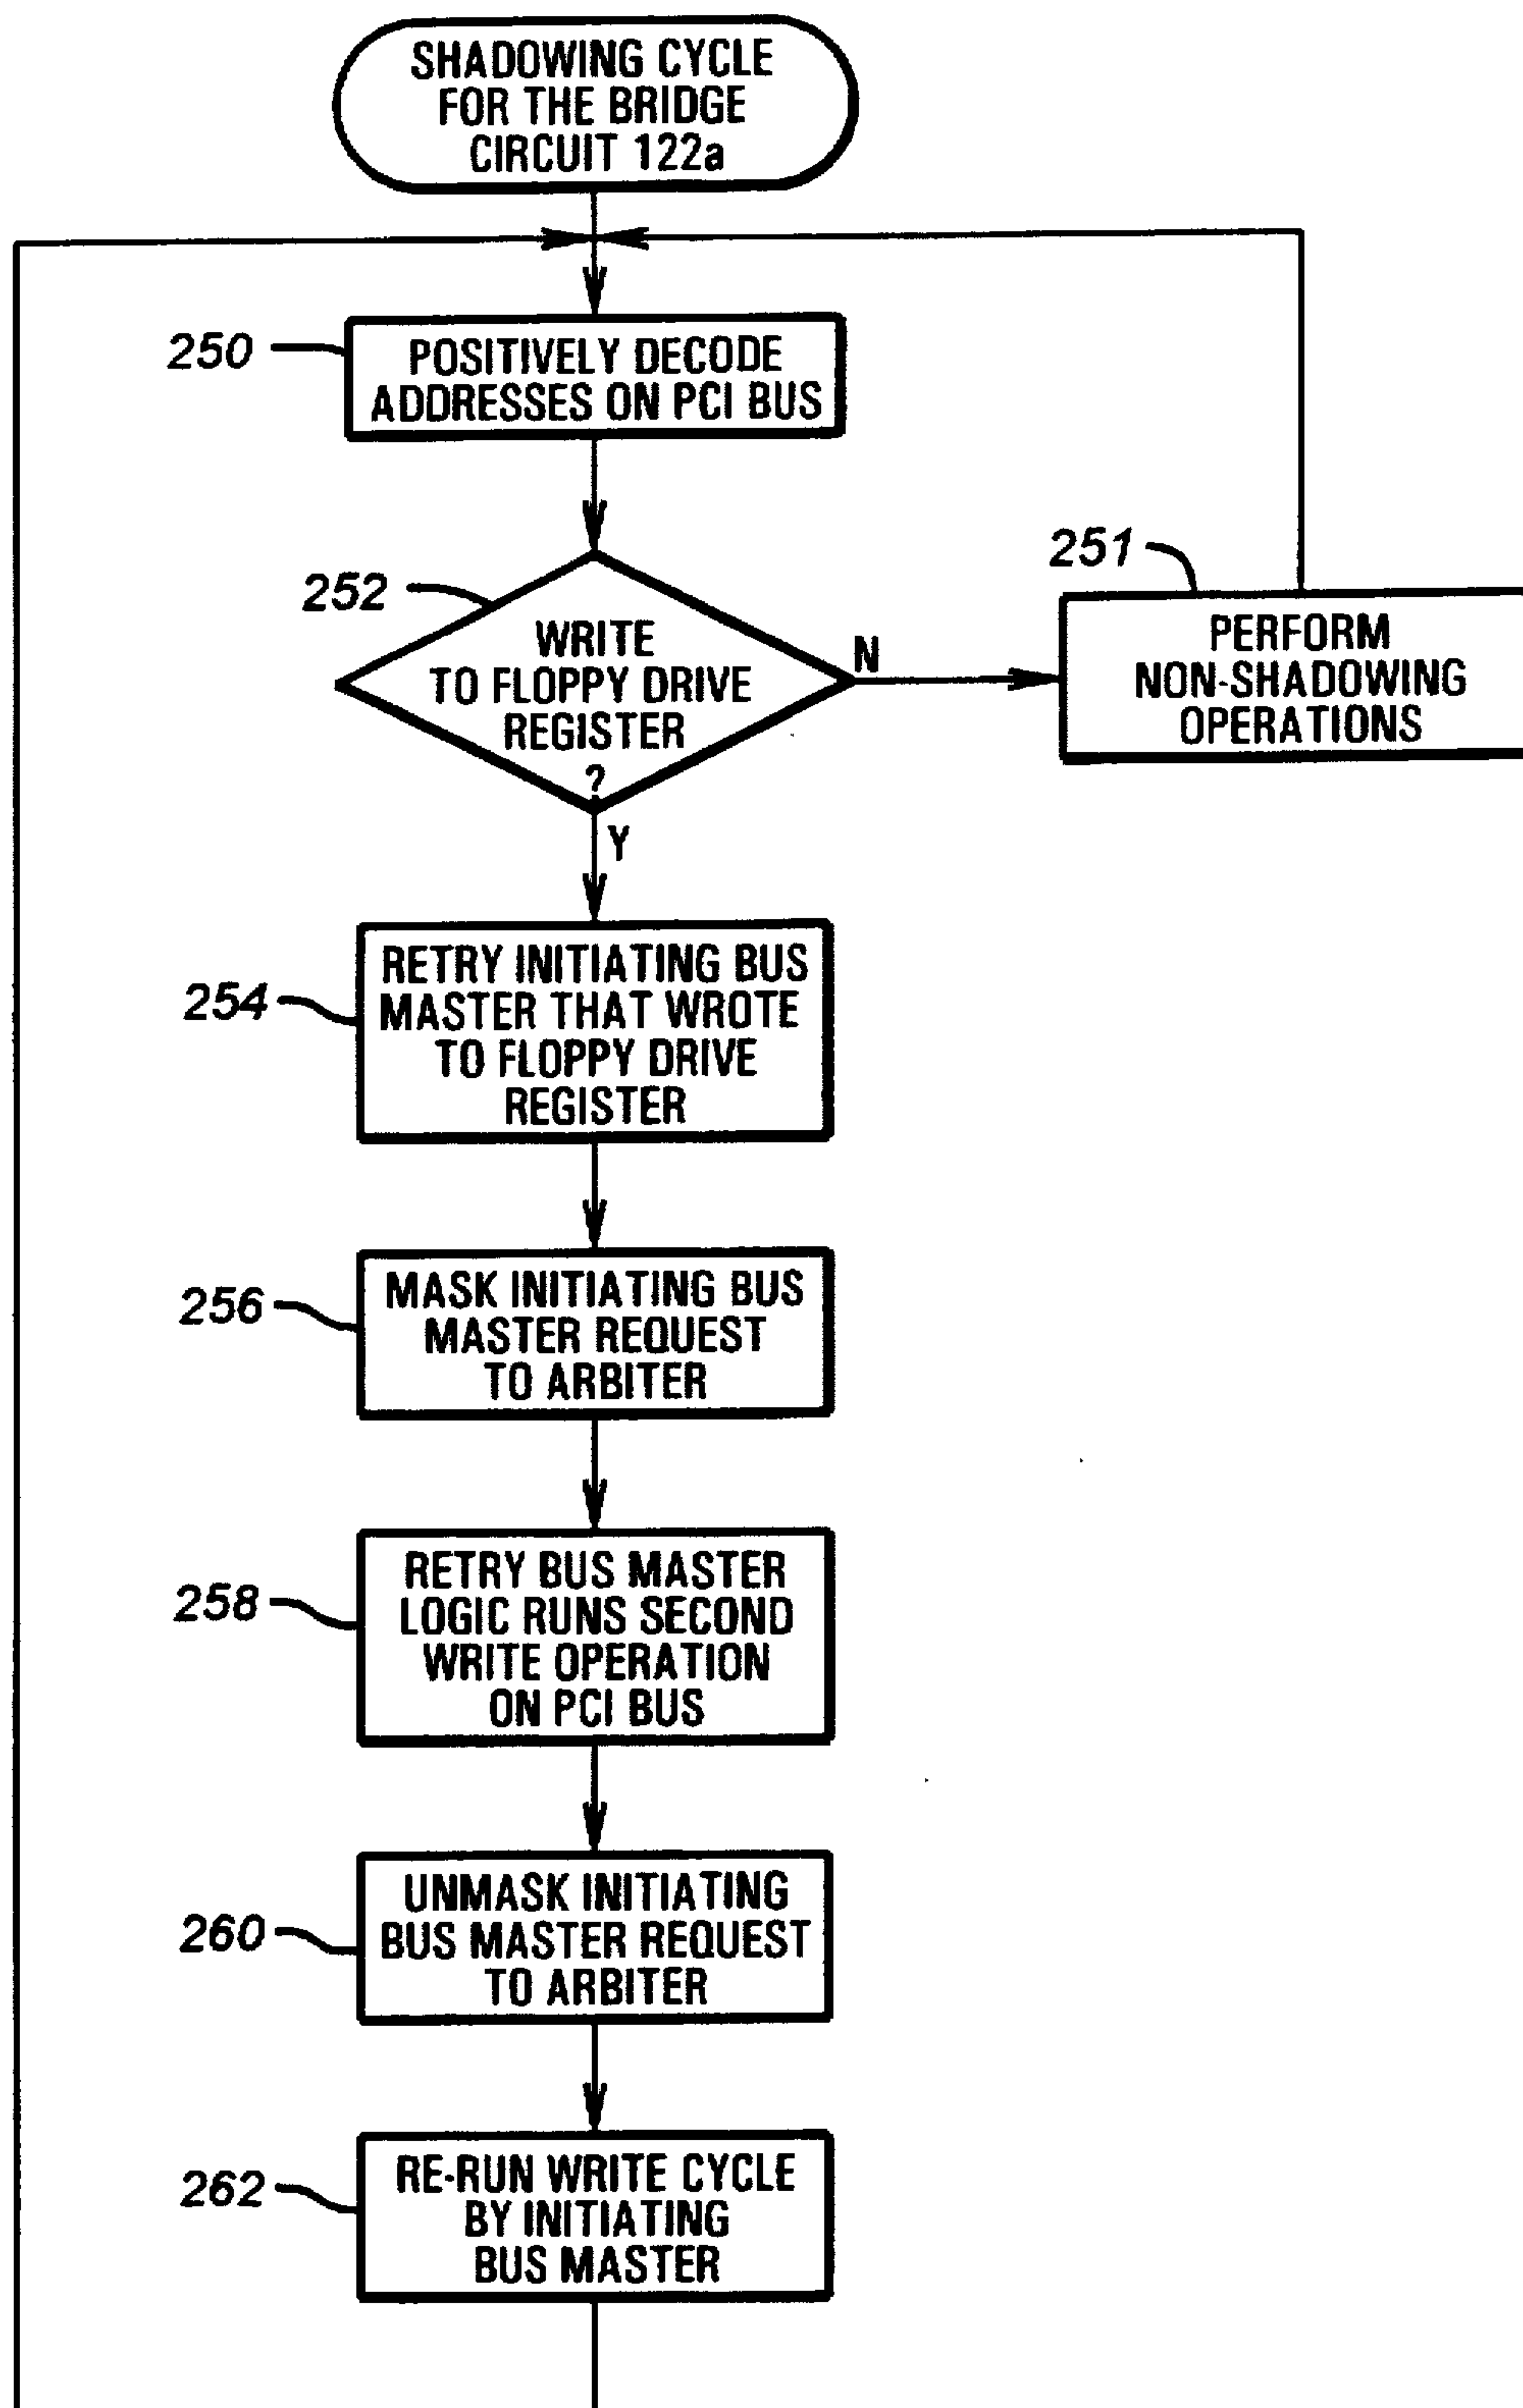 SHADOWING CYCLE
FOR THE BRIDGE
CIRCUIT 122a
250
POSITIVELY DECODE
ADDRESSES ON PCI BUS
252
WRITE
TO FLOPPY DRIVE
REGISTER
?
N
Y
251
PERFORM
NON-SHADOWING
OPERATIONS
254
RETRY INITIATING BUS
MASTER THAT WROTE
TO FLOPPY DRIVE
REGISTER
256
MASK INITIATING BUS
MASTER REQUEST
TO ARBITER
258
RETRY BUS MASTER
LOGIC RUNS SECOND
WRITE OPERATION
ON PCI BUS
260
UNMASK INITIATING
BUS MASTER REQUEST
TO ARBITER
262
RE-RUN WRITE CYCLE
BY INITIATING
BUS MASTER